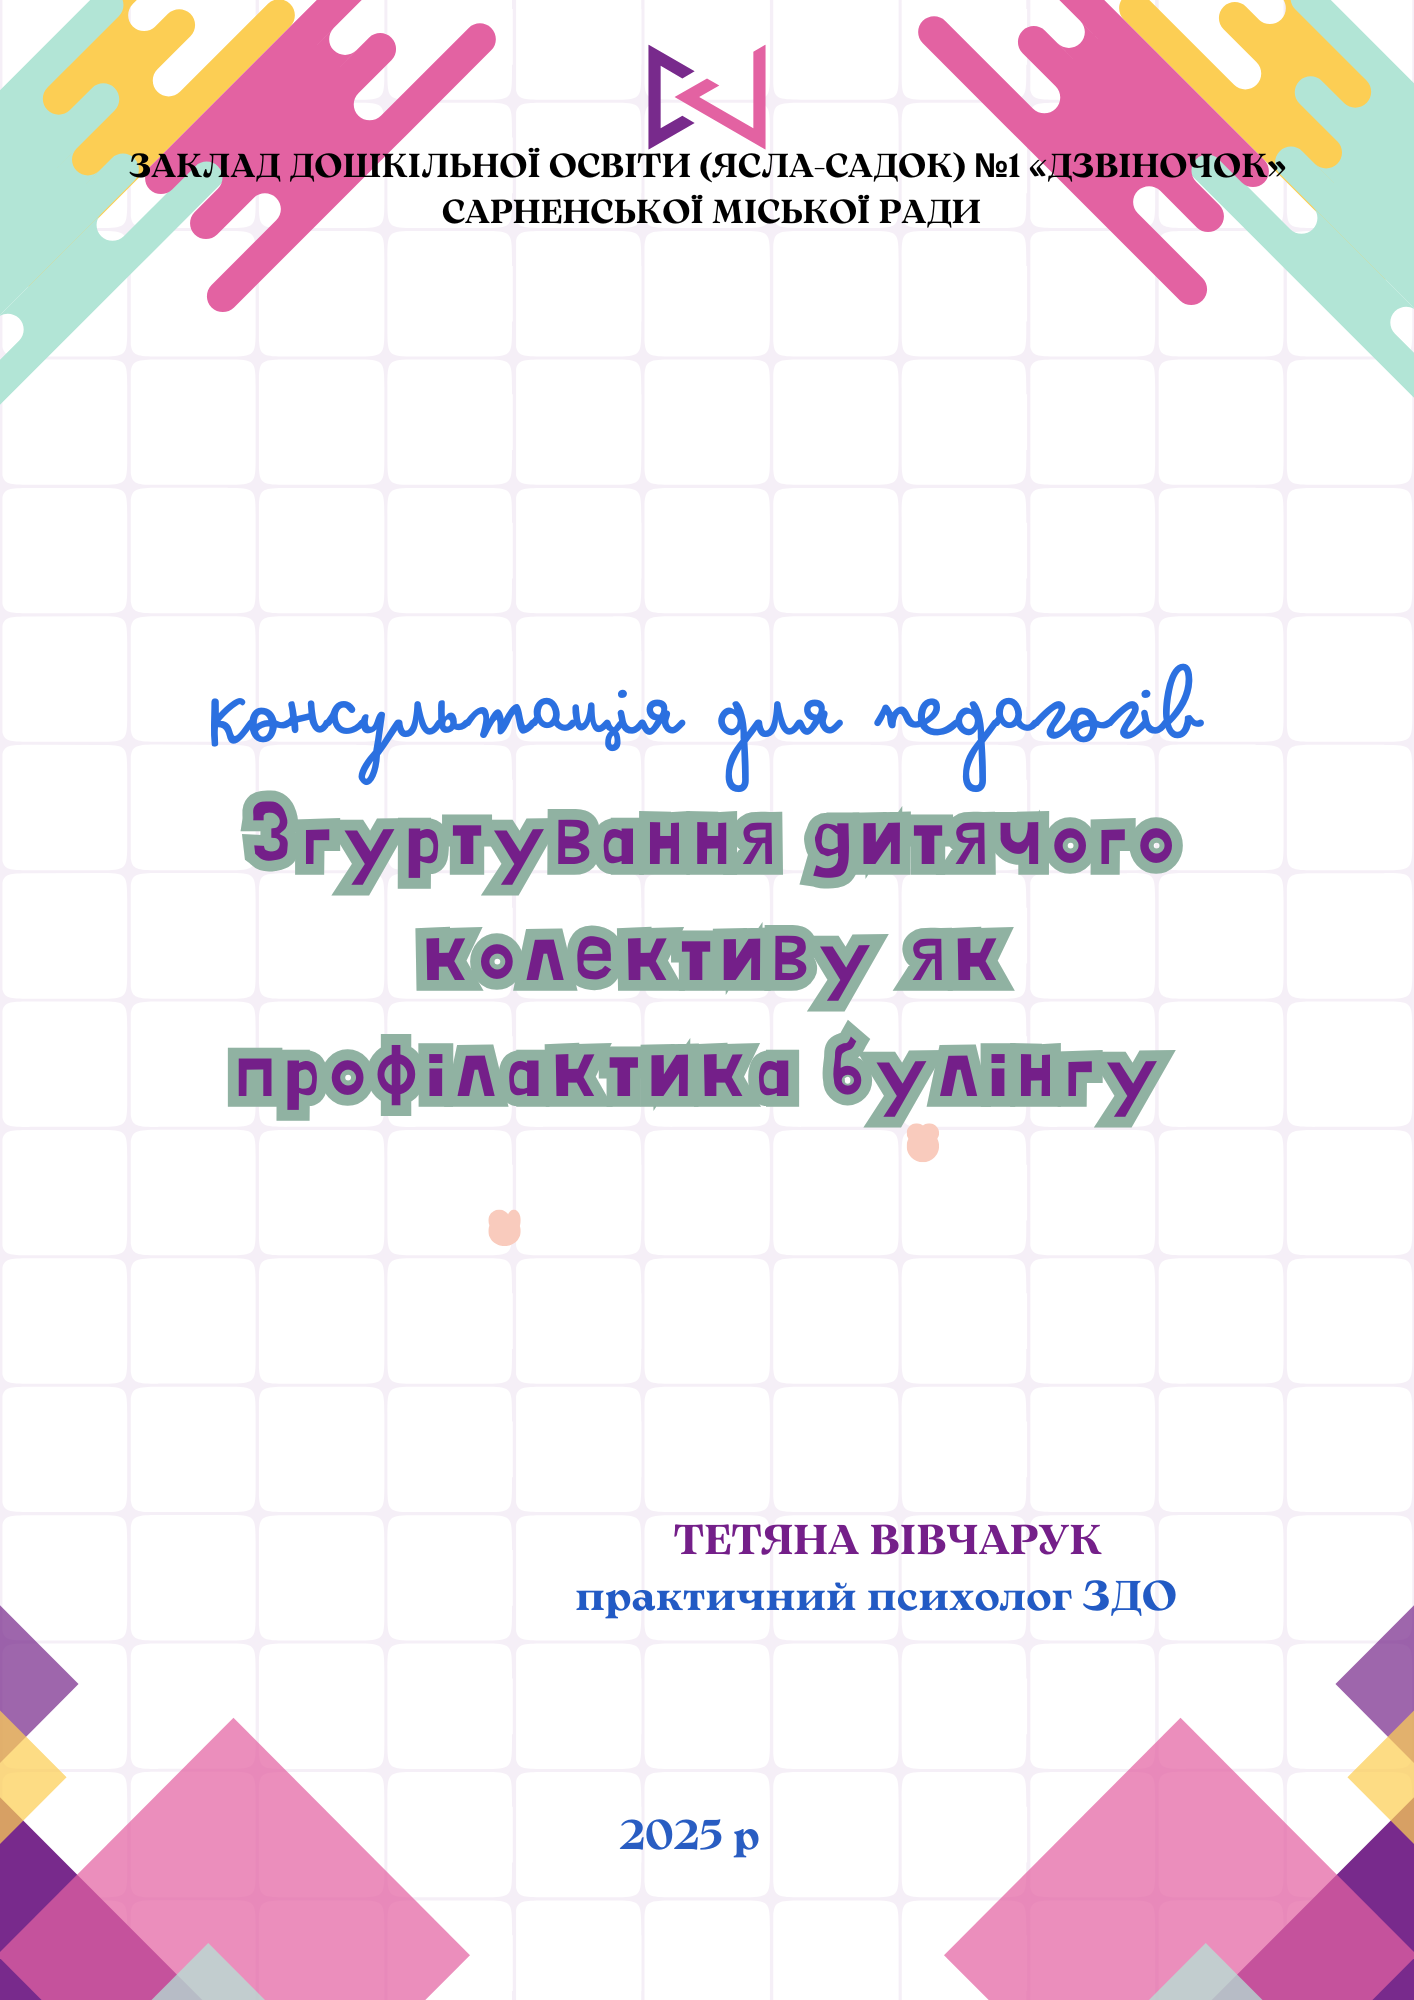 ЗАКЛАД ДОШКІЛЬНОЇ ОСВІТИ (ЯСЛА-САДОК) №1 «ДЗВІНОЧОК»
САРНЕНСЬКОЇ МІСЬКОЇ РАДИ
консультація для педагогів
Згуртування дитячого
колективу як
профілактика булінгу
ТЕТЯНА ВІВЧАРУК
практичний психолог ЗДО
2025 р